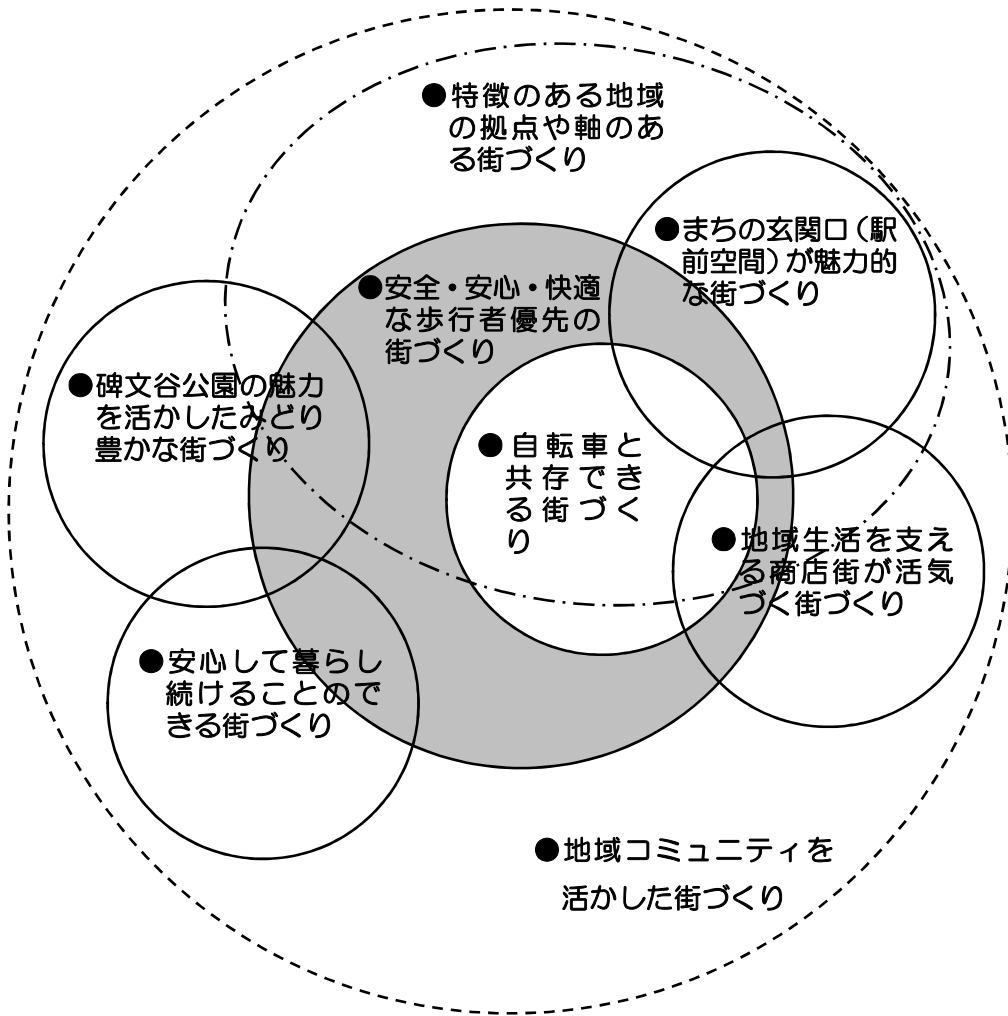 ●特徴のある地域
の拠点や軸のあ
る街づくり
●まちの玄関口（駅
前空間）が魅力的
な街づくり
●安全・安心・快適
な歩行者優先の
街づくり
●碑文谷公園の魅力
を活かしたみどり
豊かな街づくり
●自転車と
共存でき
る街づく
り
●地域生活を支え
る商店街が活気
づく街づくり
●安心して暮らし
続けることので
きる街づくり
●地域コミュニティを
活かした街づくり